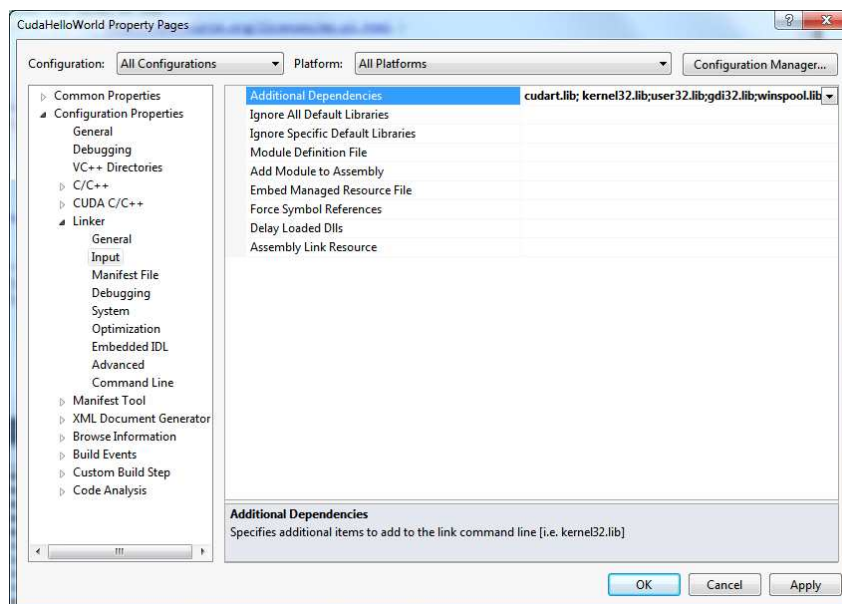 CudaHelloWorld Property Pages
Configuration: All Configurations Platform: All Platforms Configuration Manager...
Common Properties
Configuration Properties
General
Debugging
VC++ Directories
C/C++
CUDA C/C++
Linker
General
Input
Manifest File
Debugging
System
Optimization
Embedded IDL
Advanced
Command Line
Manifest Tool
XML Document Generator
Browse Information
Build Events
Custom Build Step
Code Analysis
Additional Dependencies cudart.lib; kernel32.lib;user32.lib;gdi32.lib;winspool.lib
Ignore All Default Libraries
Ignore Specific Default Libraries
Module Definition File
Add Module to Assembly
Embed Managed Resource File
Force Symbol References
Delay Loaded Dlls
Assembly Link Resource
Additional Dependencies
Specifies additional items to add to the link command line [i.e. kernel32.lib]
OK Cancel Apply